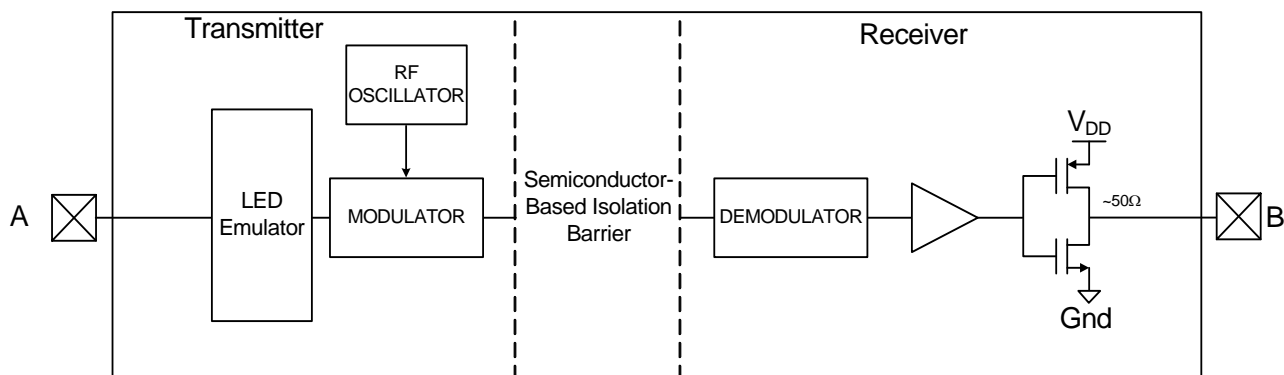 Transmitter
Receiver
RF
OSCILLATOR
V_DD
A
LED
Emulator
MODULATOR
Semiconductor-
Based Isolation
Barrier
DEMODULATOR
~50Ω
B
Gnd